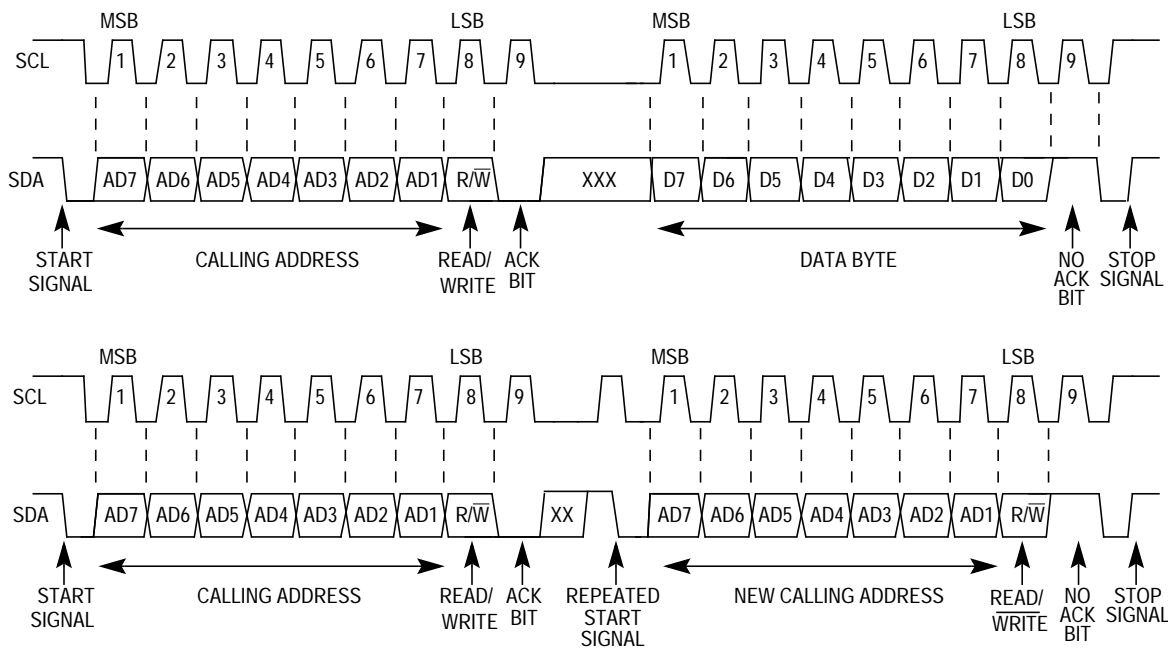 MSB LSB MSB LSB
SCL 1 2 3 4 5 6 7 8 9 1 2 3 4 5 6 7 8 9
SDA AD7 AD6 AD5 AD4 AD3 AD2 AD1 R/W̅ XXX D7 D6 D5 D4 D3 D2 D1 D0
START SIGNAL
CALLING ADDRESS
READ/
WRITE
ACK
BIT
DATA BYTE
NO
ACK
BIT
STOP
SIGNAL
MSB LSB MSB LSB
SCL 1 2 3 4 5 6 7 8 9 1 2 3 4 5 6 7 8 9
SDA AD7 AD6 AD5 AD4 AD3 AD2 AD1 R/W̅ XX AD7 AD6 AD5 AD4 AD3 AD2 AD1 R/W̅
START
SIGNAL
CALLING ADDRESS
READ/
WRITE
ACK
BIT
REPEATED
START
SIGNAL
NEW CALLING ADDRESS
READ/
W̅R̅I̅T̅E̅
NO
ACK
BIT
STOP
SIGNAL